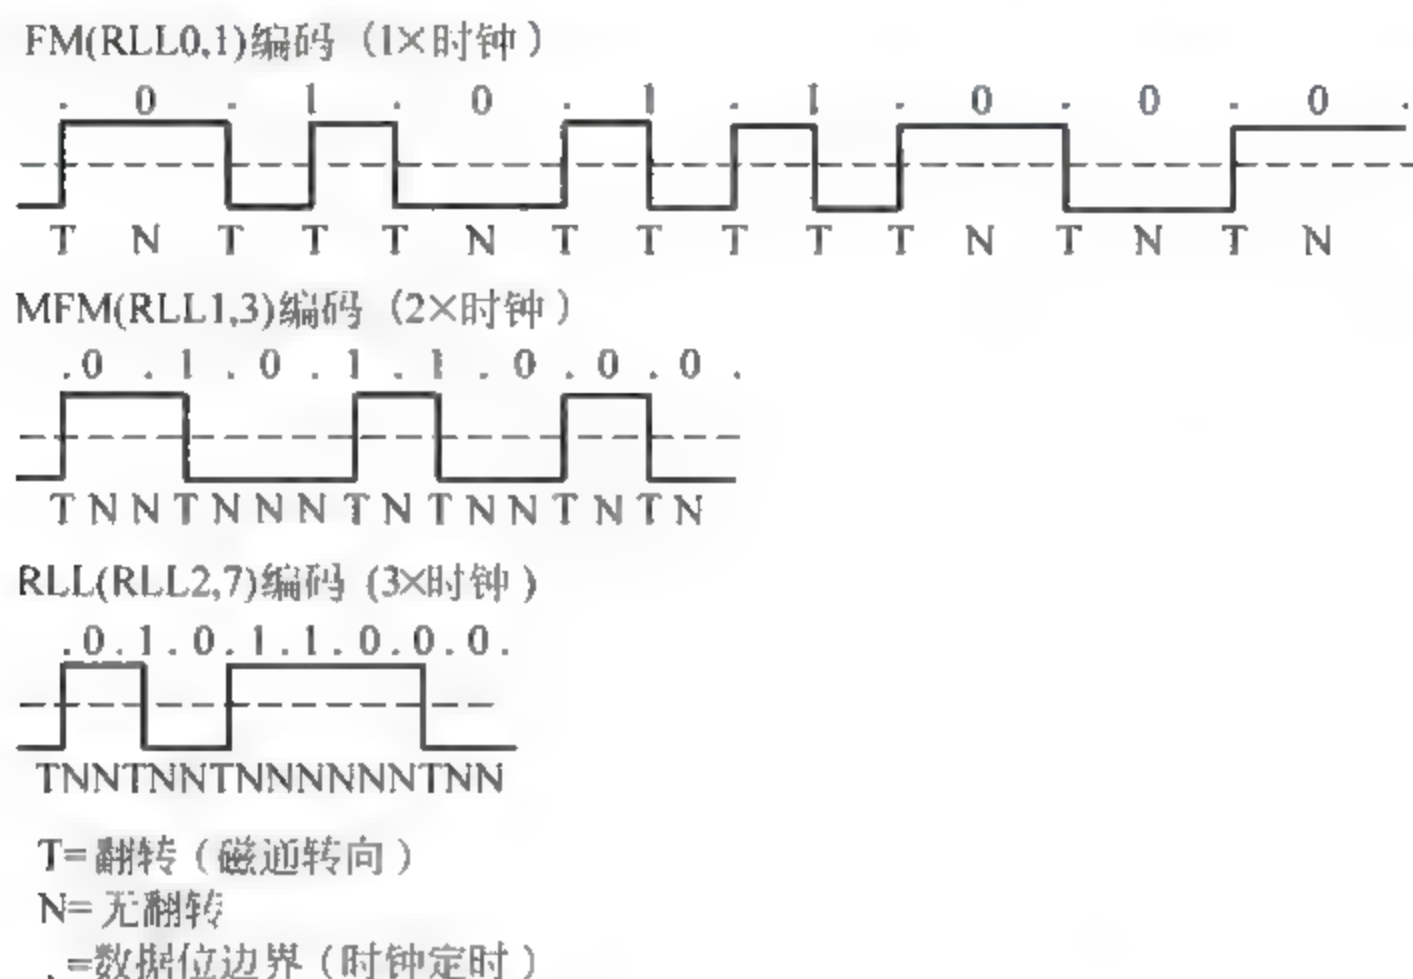 FM(RLL0,1)编码（1×时钟）
. 0 . 1 . 0 . 1 . 1 . 0 . 0 . 0 .
T N T T T N T T T T T N T N T N
MFM(RLL1,3)编码（2×时钟）
. 0 . 1 . 0 . 1 . 1 . 0 . 0 . 0 .
T N N T N N N T N T N N T N T N
RLL(RLL2,7)编码（3×时钟）
. 0 . 1 . 0 . 1 . 1 . 0 . 0 . 0 .
TNNTNNTNNNNNNTNN
T=翻转（磁通转向）
N=无翻转
. =数据位边界（时钟定时）